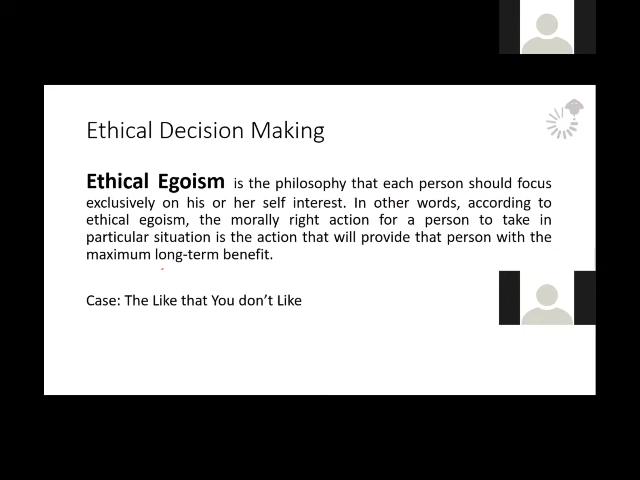 Ethical Decision Making
Ethical Egoism is the philosophy that each person should focus
exclusively on his or her self interest. In other words, according to
ethical egoism, the morally right action for a person to take in
particular situation is the action that will provide that person with the
maximum long-term benefit.
Case: The Like that You don’t Like